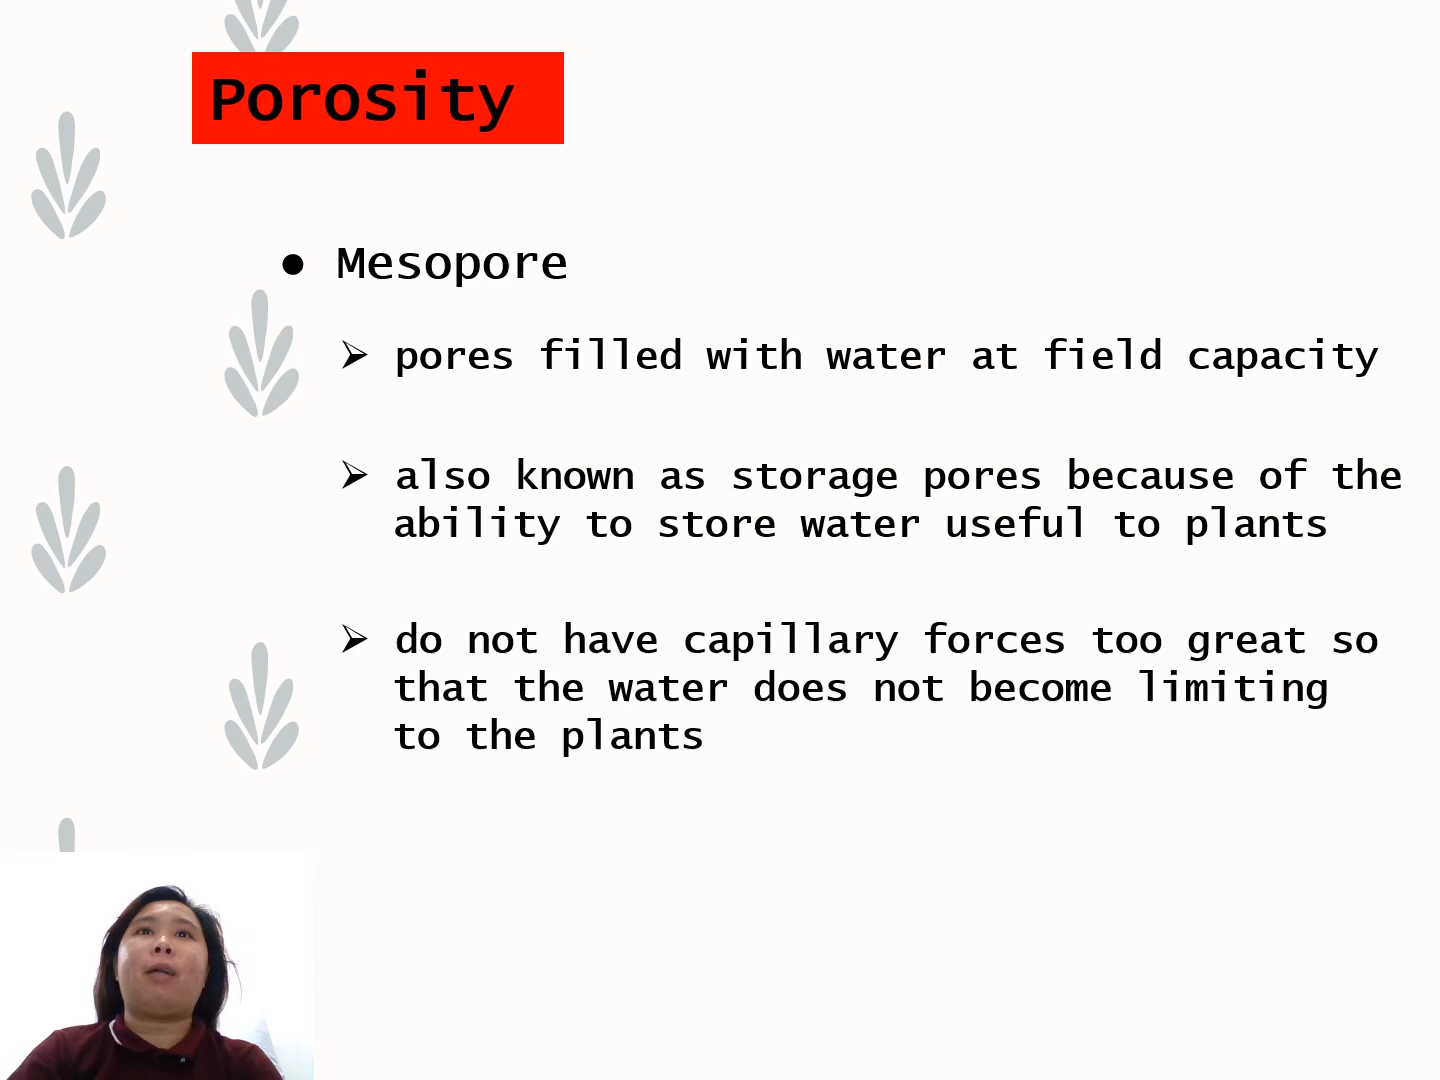 Porosity
● Mesopore
➢ pores filled with water at field capacity
➢ also known as storage pores because of the
ability to store water useful to plants
➢ do not have capillary forces too great so
that the water does not become limiting
to the plants